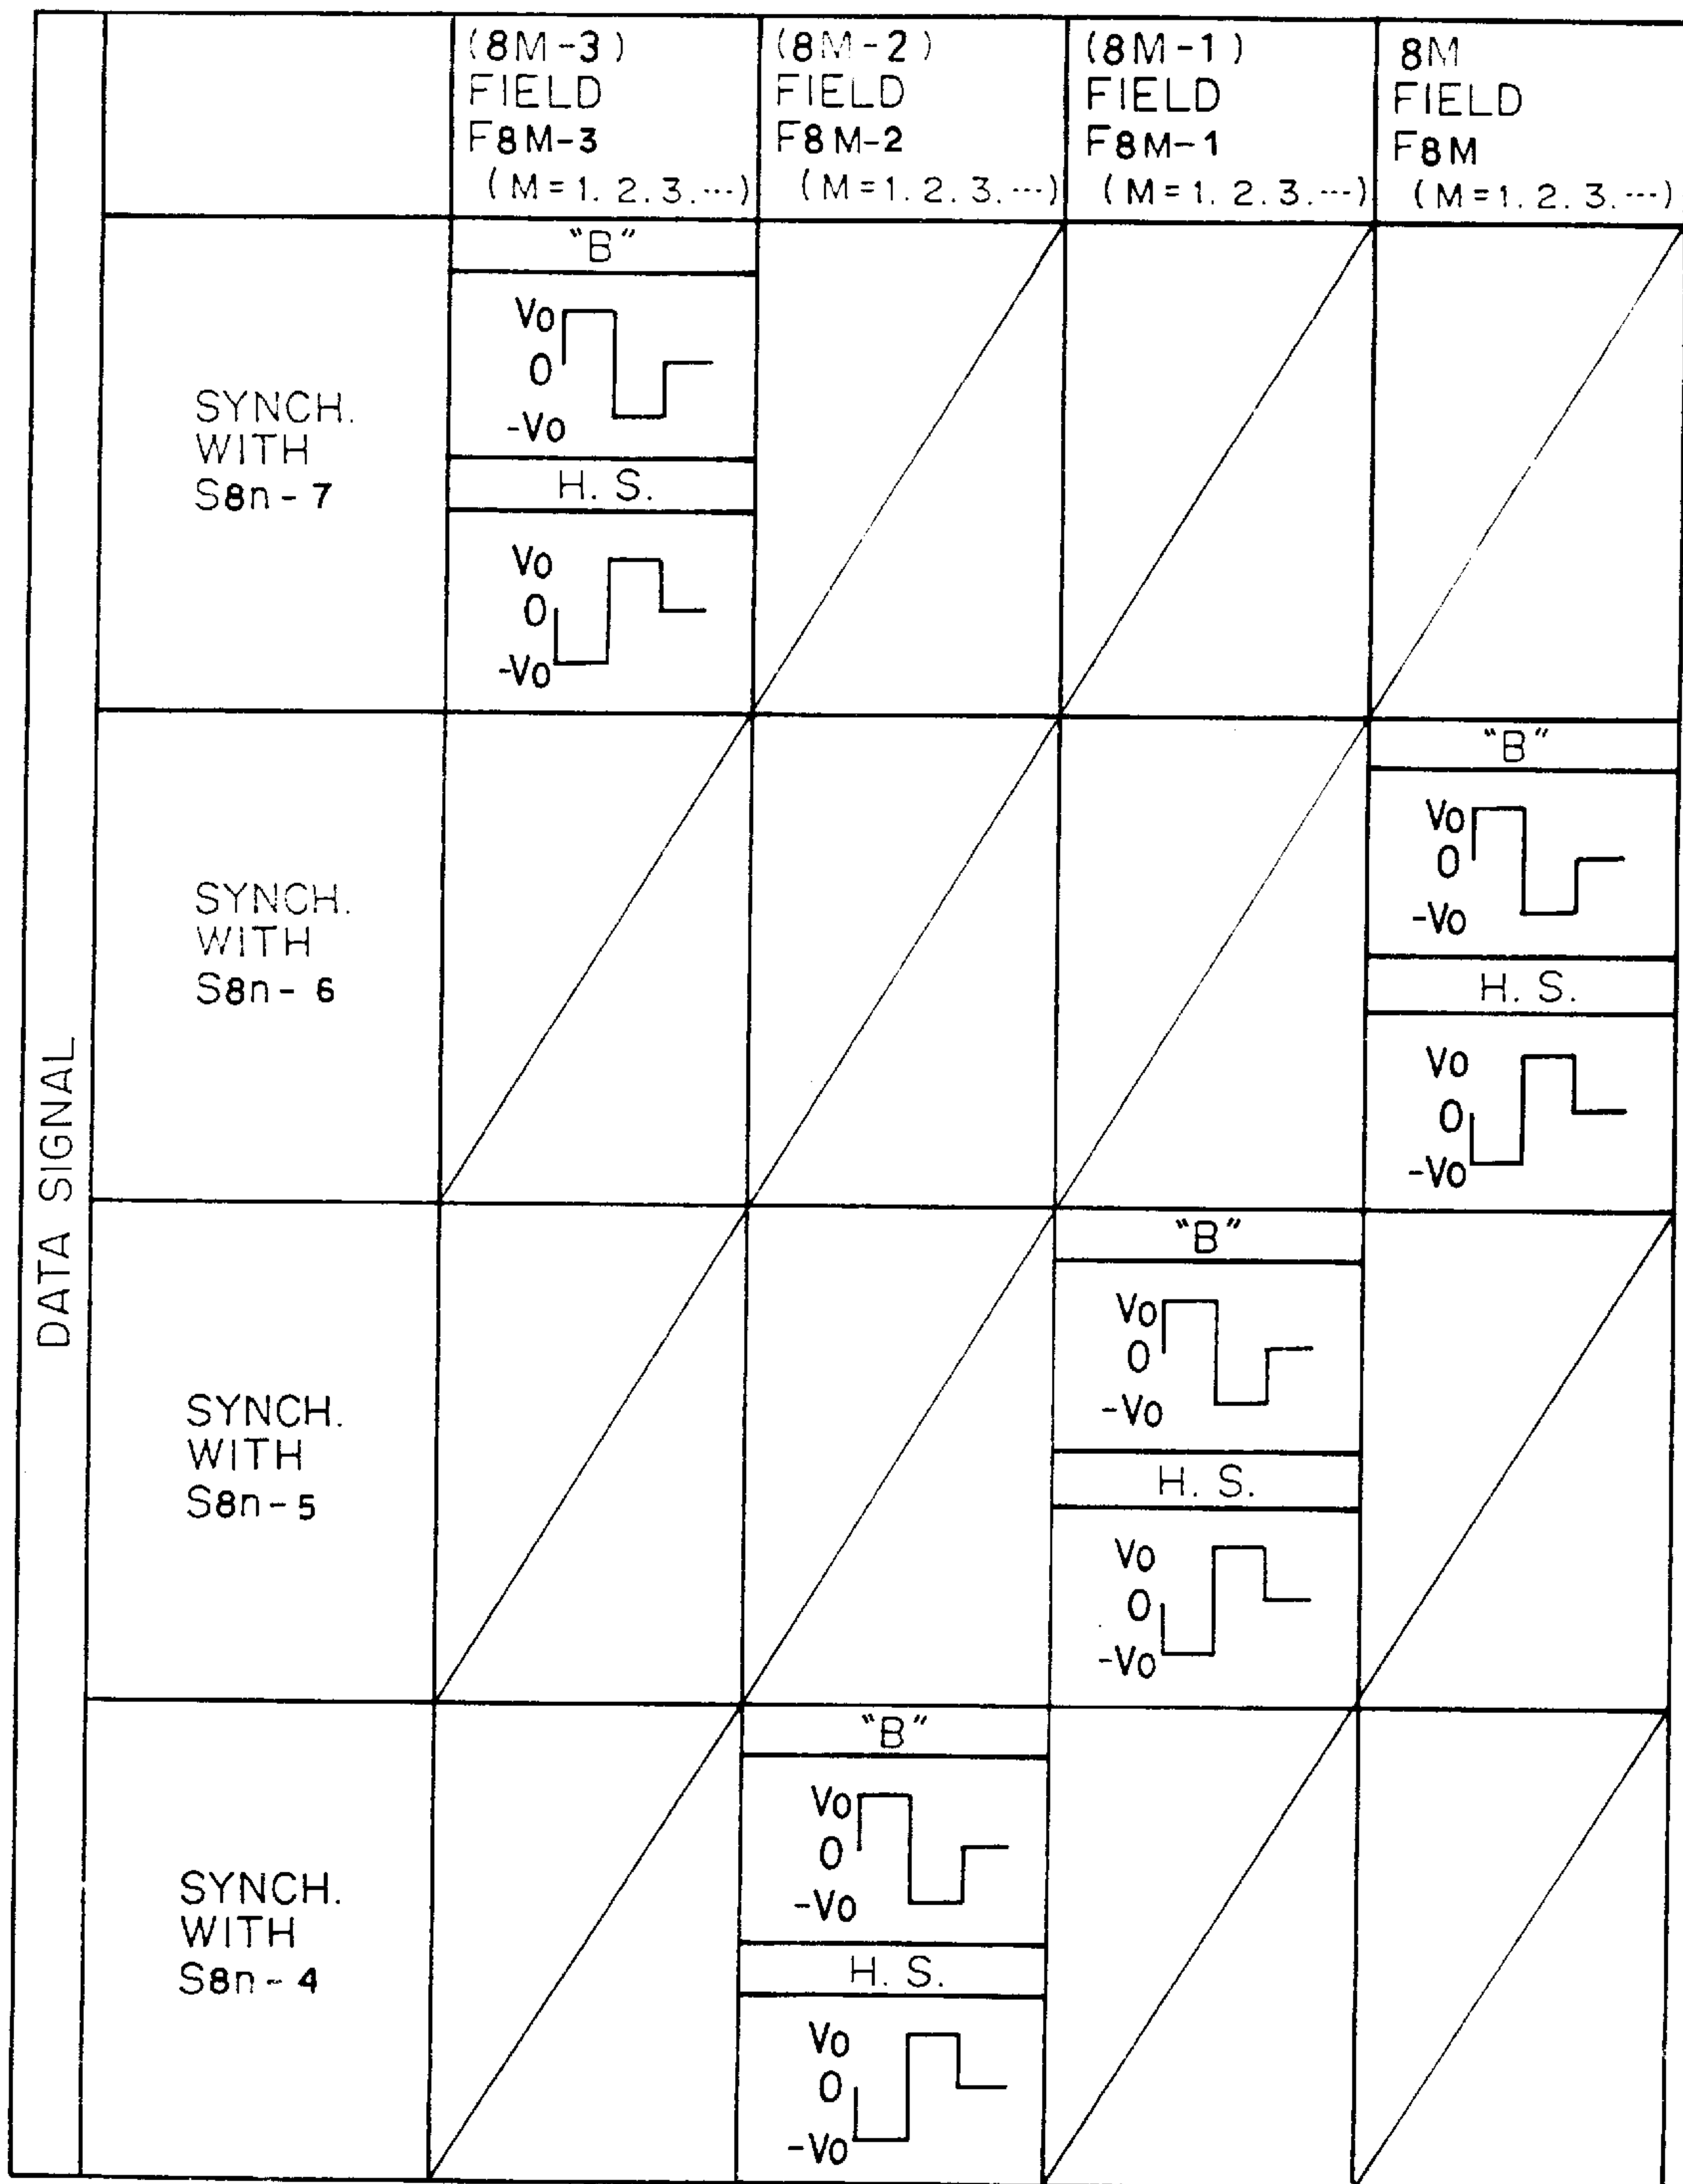 (8M-3)
FIELD
F8M-3
(M=1.2.3.---)
(8M-2)
FIELD
F8M-2
(M=1.2.3.---)
(8M-1)
FIELD
F8M-1
(M=1.2.3.---)
8M
FIELD
F8M
(M=1.2.3.---)
DATA SIGNAL
SYNCH.
WITH
S8n-7
"B"
Vo
0
-Vo
H. S.
Vo
0
-Vo
SYNCH.
WITH
S8n-6
"B"
Vo
0
-Vo
H. S.
Vo
0
-Vo
SYNCH.
WITH
S8n-5
"B"
Vo
0
-Vo
H. S.
Vo
0
-Vo
SYNCH.
WITH
S8n-4
"B"
Vo
0
-Vo
H. S.
Vo
0
-Vo